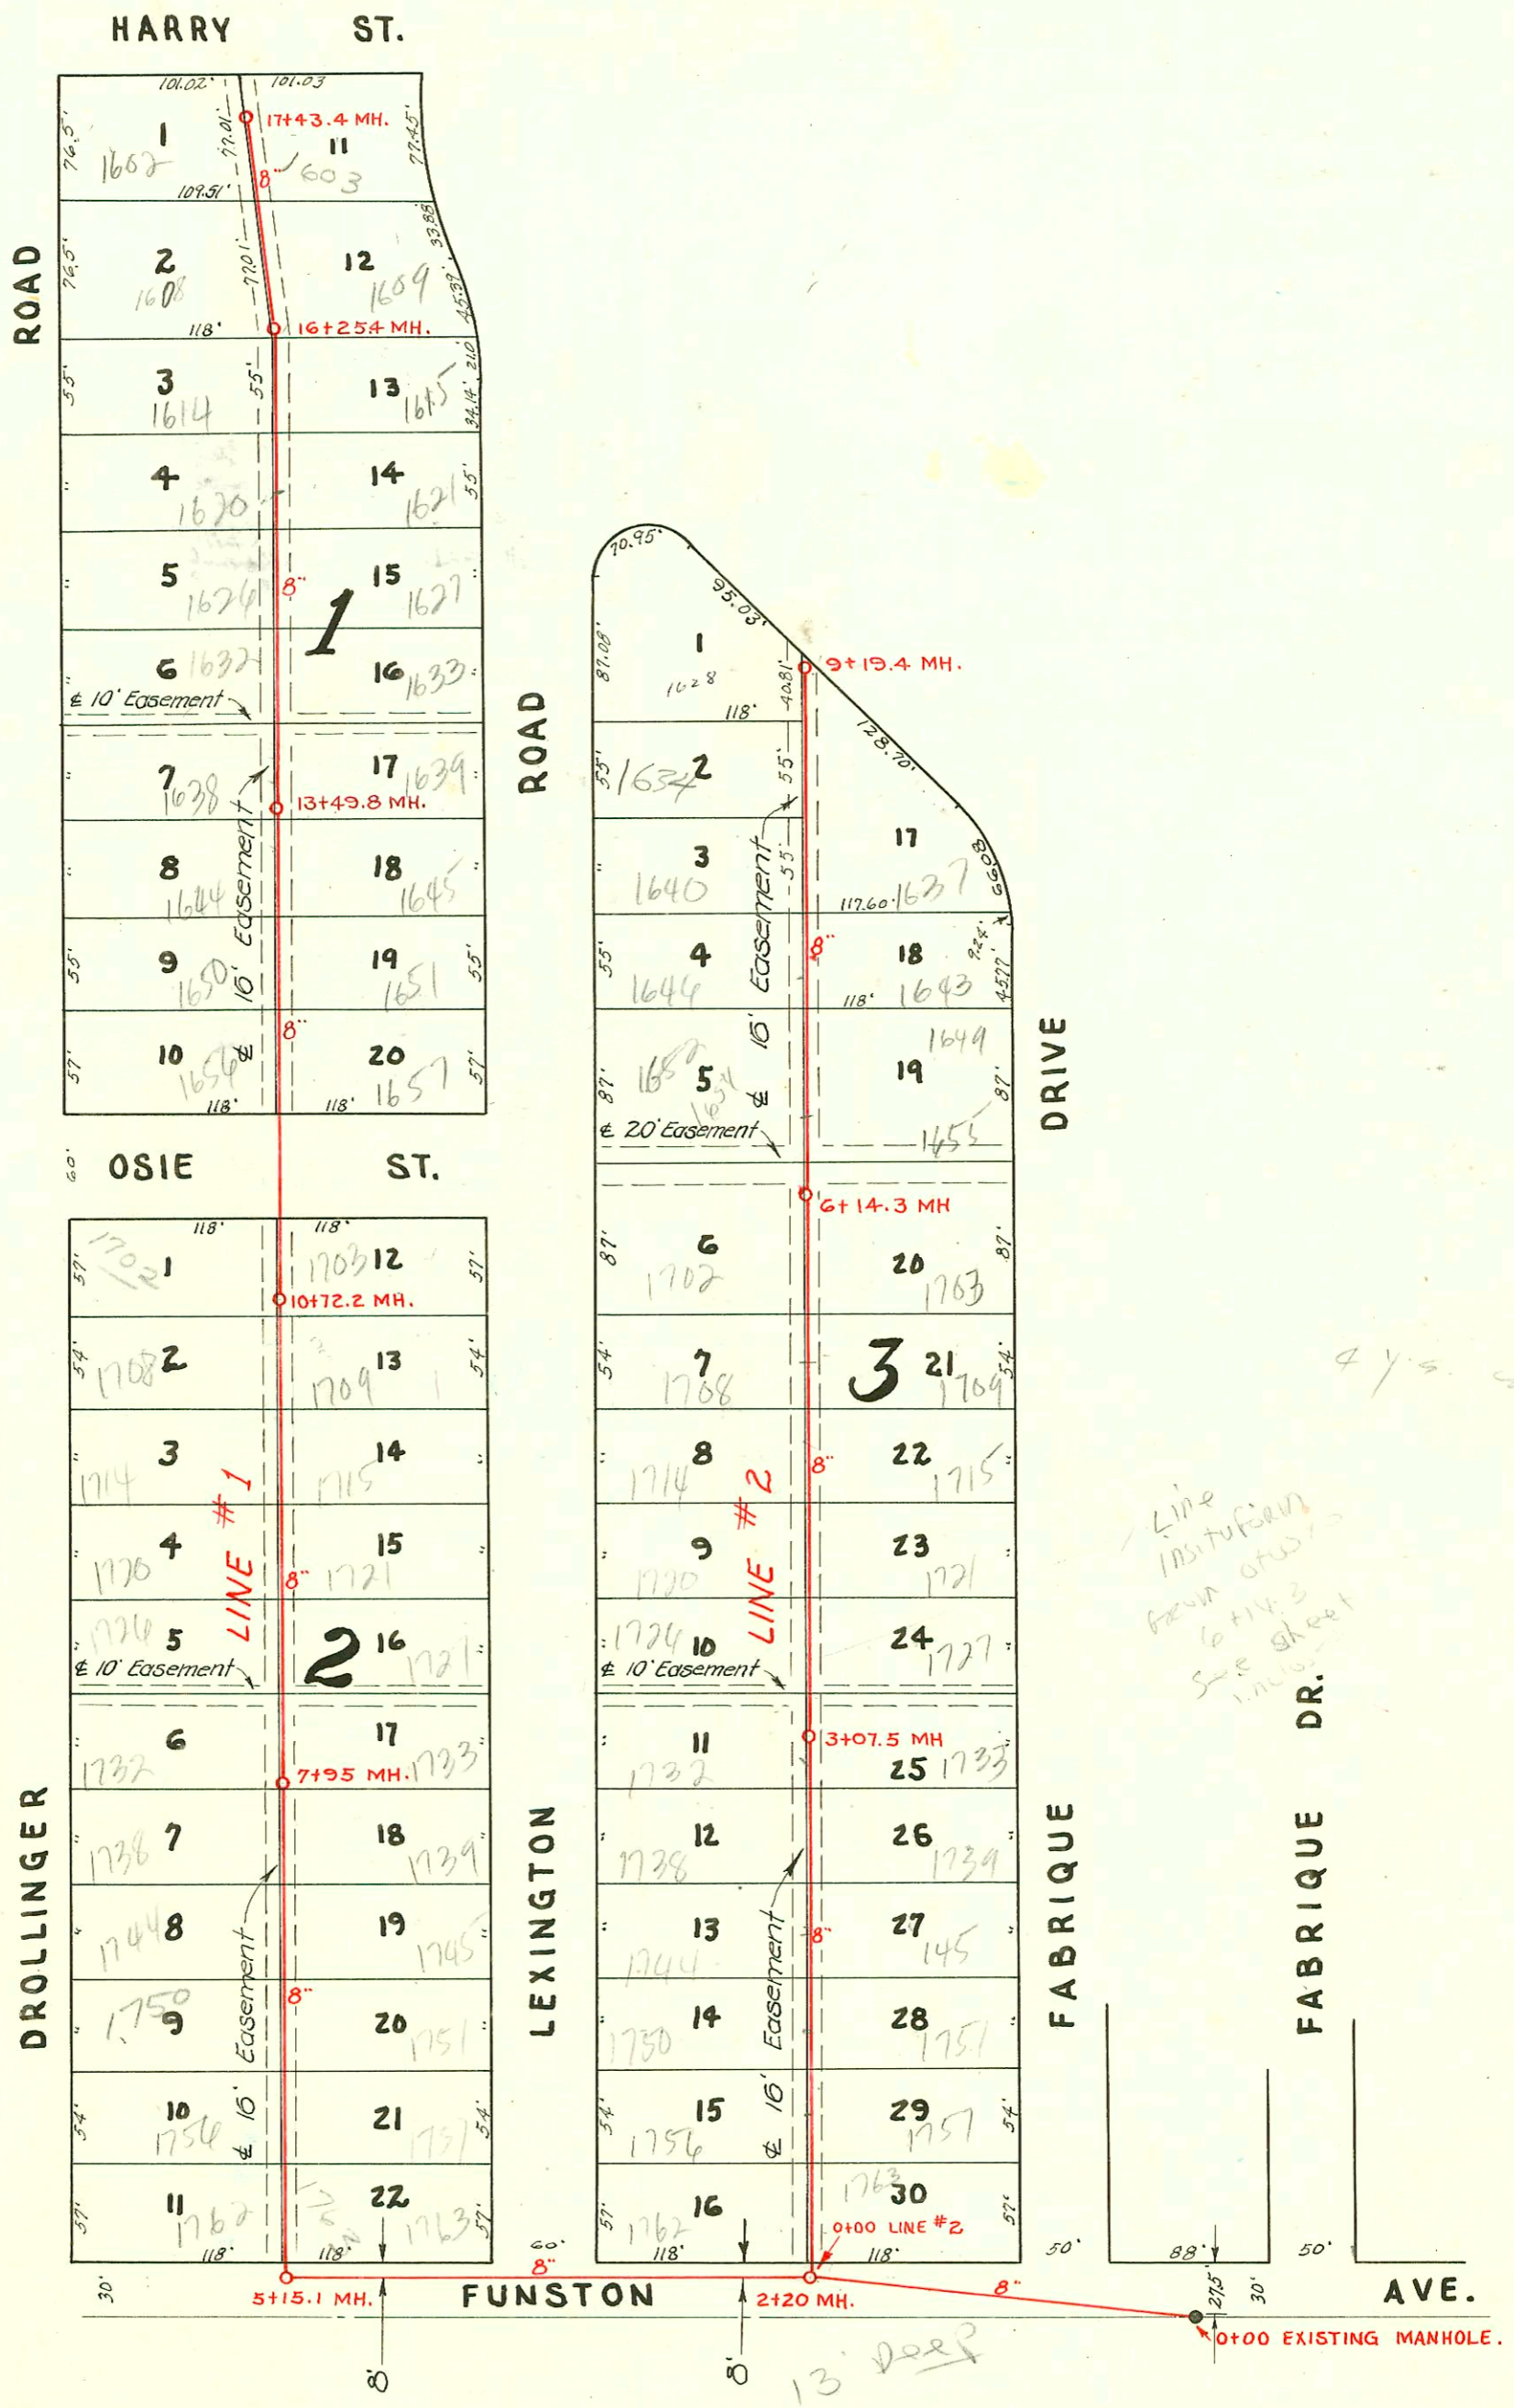 HARRY ST.
101.02' 101.03
76.5' 1 77.01' 17+43.4 MH. 11 77.45'
1602 8" 1603
109.51'
ROAD
76.5' 2 77.01' 12 33.88'
1608 1609 45.39'
118' 16+25.4 MH.
55' 3 55' 13 21.0'
1614 1615 34.14'
4 14 55'
1620 1621
5 8" 15
1626 1627
1
6 1632 16 1633
℄ 10' Easement
7 17
1638 1639
13+49.8 MH.
8 18
1644 1645
℄ 16' Easement
55' 9 19 55'
1650 1651
8"
57' 10 20 57'
1656 1657
118' 118'
60' OSIE ST.
118' 118'
57' 1 12 57'
1702 1703
10+72.2 MH.
54' 2 13 54'
1708 1709
3 14
1714 1715
LINE #1
4 15
1720 8" 1721
5 2 16
1726 1721
℄ 10' Easement
6 17
1732 1733
7+95 MH.
7 18
1738 1739
8 19
1744 1745
℄ 16' Easement
8"
9 20
1750 1751
54' 10 21 54'
1756
57' 11 22 57'
1762 1763
118' 118'
DROLLINGER
ROAD
LEXINGTON
70.95'
95.03'
87.08' 1 40.81' 9+19.4 MH.
1628
118' 128.70'
55' 2 55'
1634
3 55' 17 66.08
1640 117.60' 1637
℄ 16' Easement
55' 4 8" 18 9.24'
1646 118' 1643 45.77'
1649
87' 5 19 87'
1652
1654
℄ 20' Easement 1655
6+14.3 MH
87' 6 20 87'
1702 1703
54' 7 3 21 54'
1708 1709
8 8" 22
1714 1715
LINE #2
9 23
1720 1721
1726 10 24 1727
℄ 10' Easement
3+07.5 MH
11 25 1733
1732
12 26
1738 1739
13 8" 27
1744 145
℄ 16' Easement
14 28
1750 1751
54' 15 29 54'
1756 1757
57' 16 1763 30 57'
1762
0+00 LINE #2
118' 118'
DRIVE
FABRIQUE
FABRIQUE DR.
Line
Insituform
from
6+14.3
see sheet
60' 50' 88' 50'
8" 8"
30' 27.5' 30'
5+15.1 MH. FUNSTON 2+20 MH. AVE.
0+00 EXISTING MANHOLE.
8' 8' 13' Deep